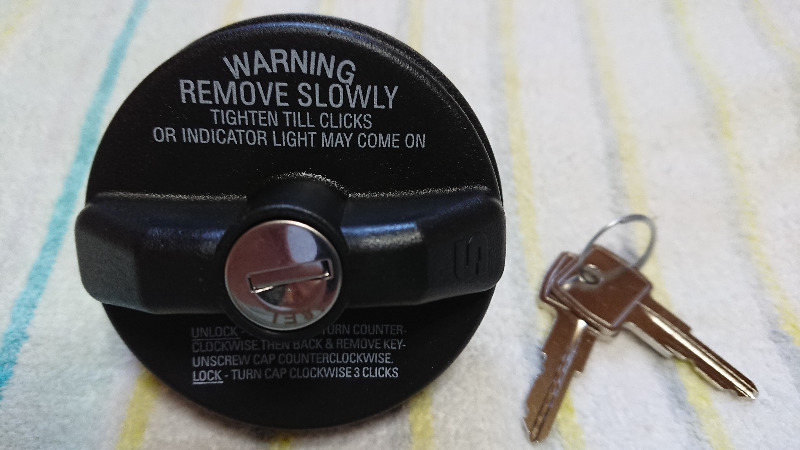 WARNING
REMOVE SLOWLY
TIGHTEN TILL CLICKS
OR INDICATOR LIGHT MAY COME ON
UNLOCK - TURN COUNTER-
CLOCKWISE.THEN BACK & REMOVE KEY-
UNSCREW CAP COUNTERCLOCKWISE.
LOCK - TURN CAP CLOCKWISE 3 CLICKS